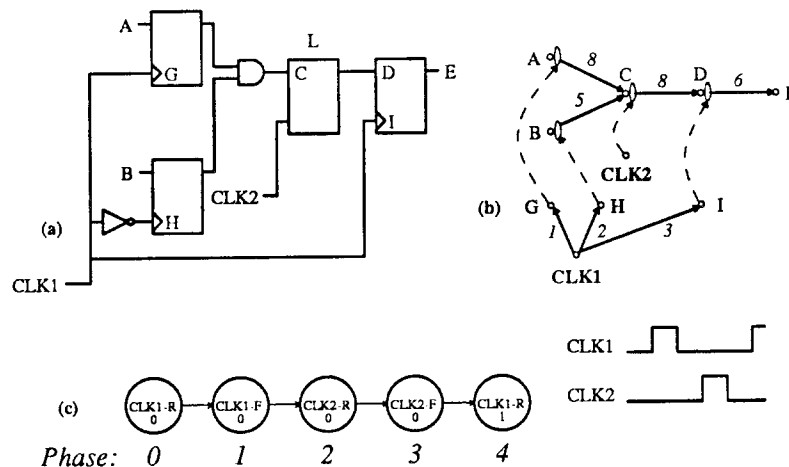 A
G
L
C
D
E
I
B
H
CLK2
(a)
CLK1
A
8
C
8
D
6
5
B
CLK2
(b)
G
H
I
1
2
3
CLK1
CLK1
CLK2
(c)
CLK1-R
0
CLK1-F
0
CLK2-R
0
CLK2-F
0
CLK1-R
1
Phase: 0 1 2 3 4